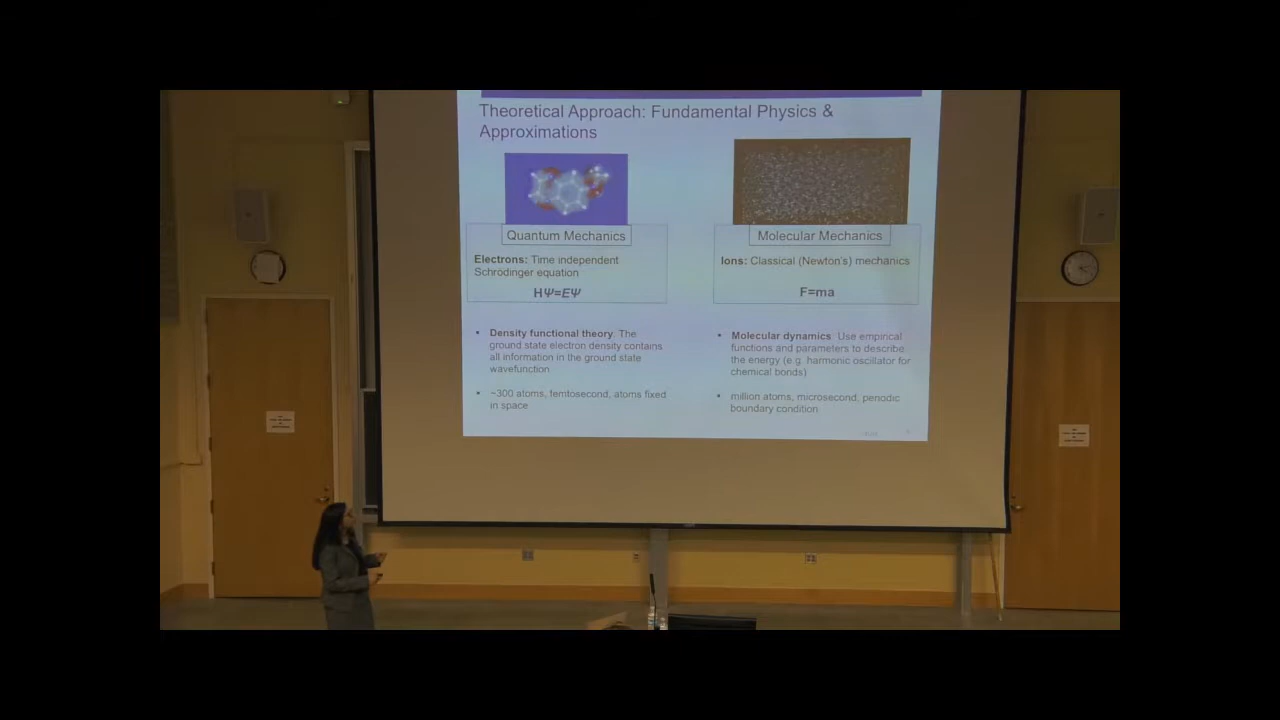 Theoretical Approach: Fundamental Physics &
Approximations
Quantum Mechanics
Electrons: Time independent
Schrödinger equation
HΨ=EΨ
▪ Density functional theory: The
ground state electron density contains
all information in the ground state
wavefunction
▪ ~300 atoms, femtosecond, atoms fixed
in space
Molecular Mechanics
Ions: Classical (Newton's) mechanics
F=ma
▪ Molecular dynamics: Use empirical
functions and parameters to describe
the energy (e.g. harmonic oscillator for
chemical bonds)
▪ million atoms, microsecond, periodic
boundary condition